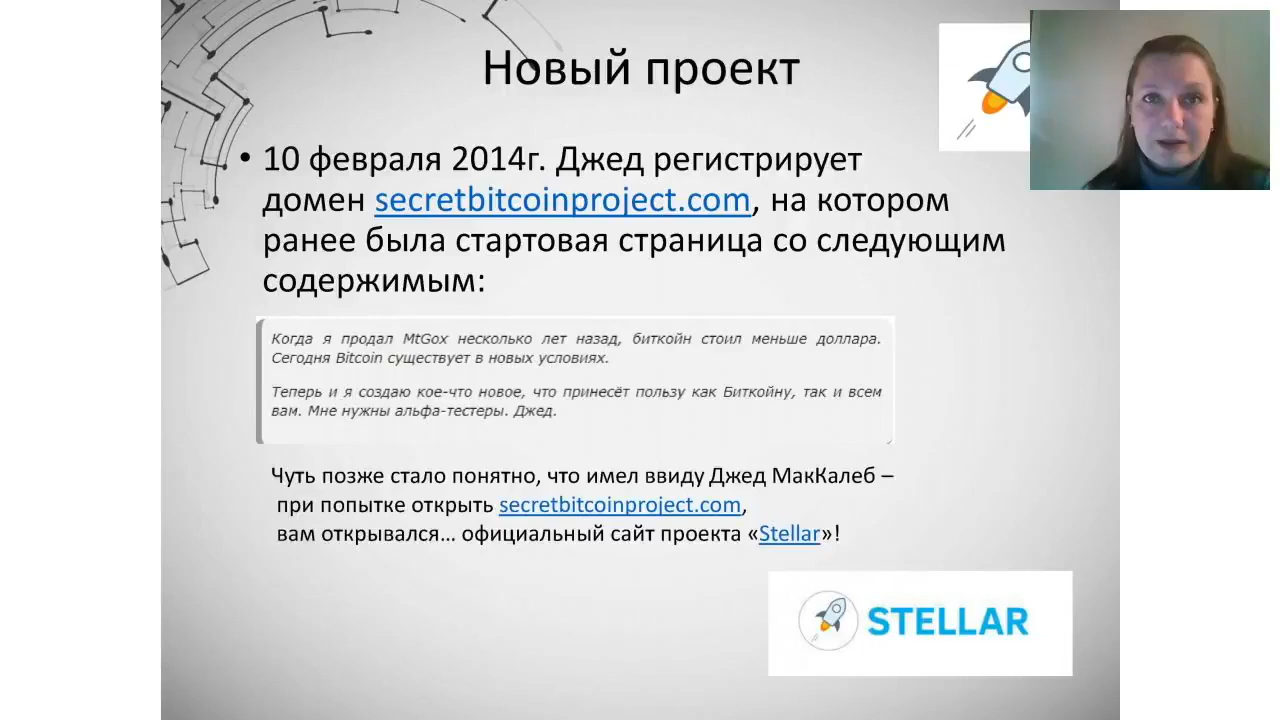 Новый проект
• 10 февраля 2014г. Джед регистрирует
домен secretbitcoinproject.com, на котором
ранее была стартовая страница со следующим
содержимым:
Когда я продал MtGox несколько лет назад, биткойн стоил меньше доллара.
Сегодня Bitcoin существует в новых условиях.
Теперь и я создаю кое-что новое, что принесёт пользу как Биткойну, так и всем
вам. Мне нужны альфа-тестеры. Джед.
Чуть позже стало понятно, что имел ввиду Джед МакКалеб –
при попытке открыть secretbitcoinproject.com,
вам открывался... официальный сайт проекта «Stellar»!
STELLAR